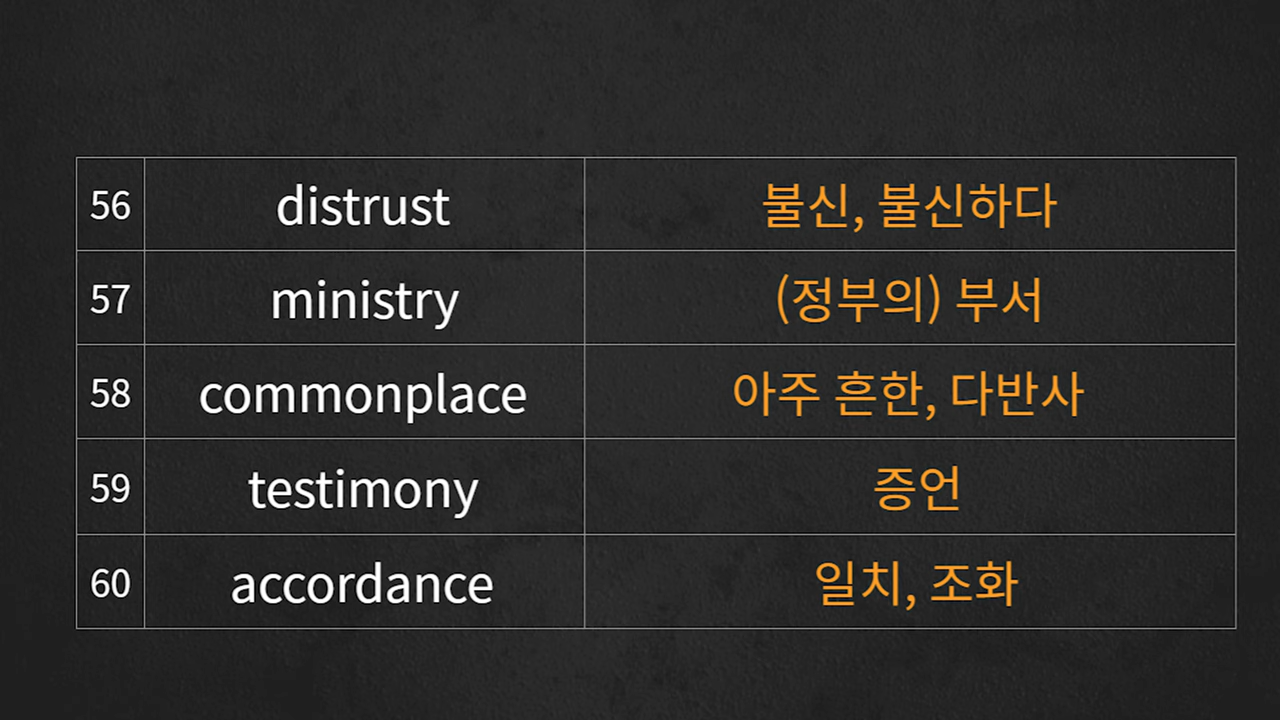 56 distrust 불신, 불신하다
57 ministry (정부의) 부서
58 commonplace 아주 흔한, 다반사
59 testimony 증언
60 accordance 일치, 조화